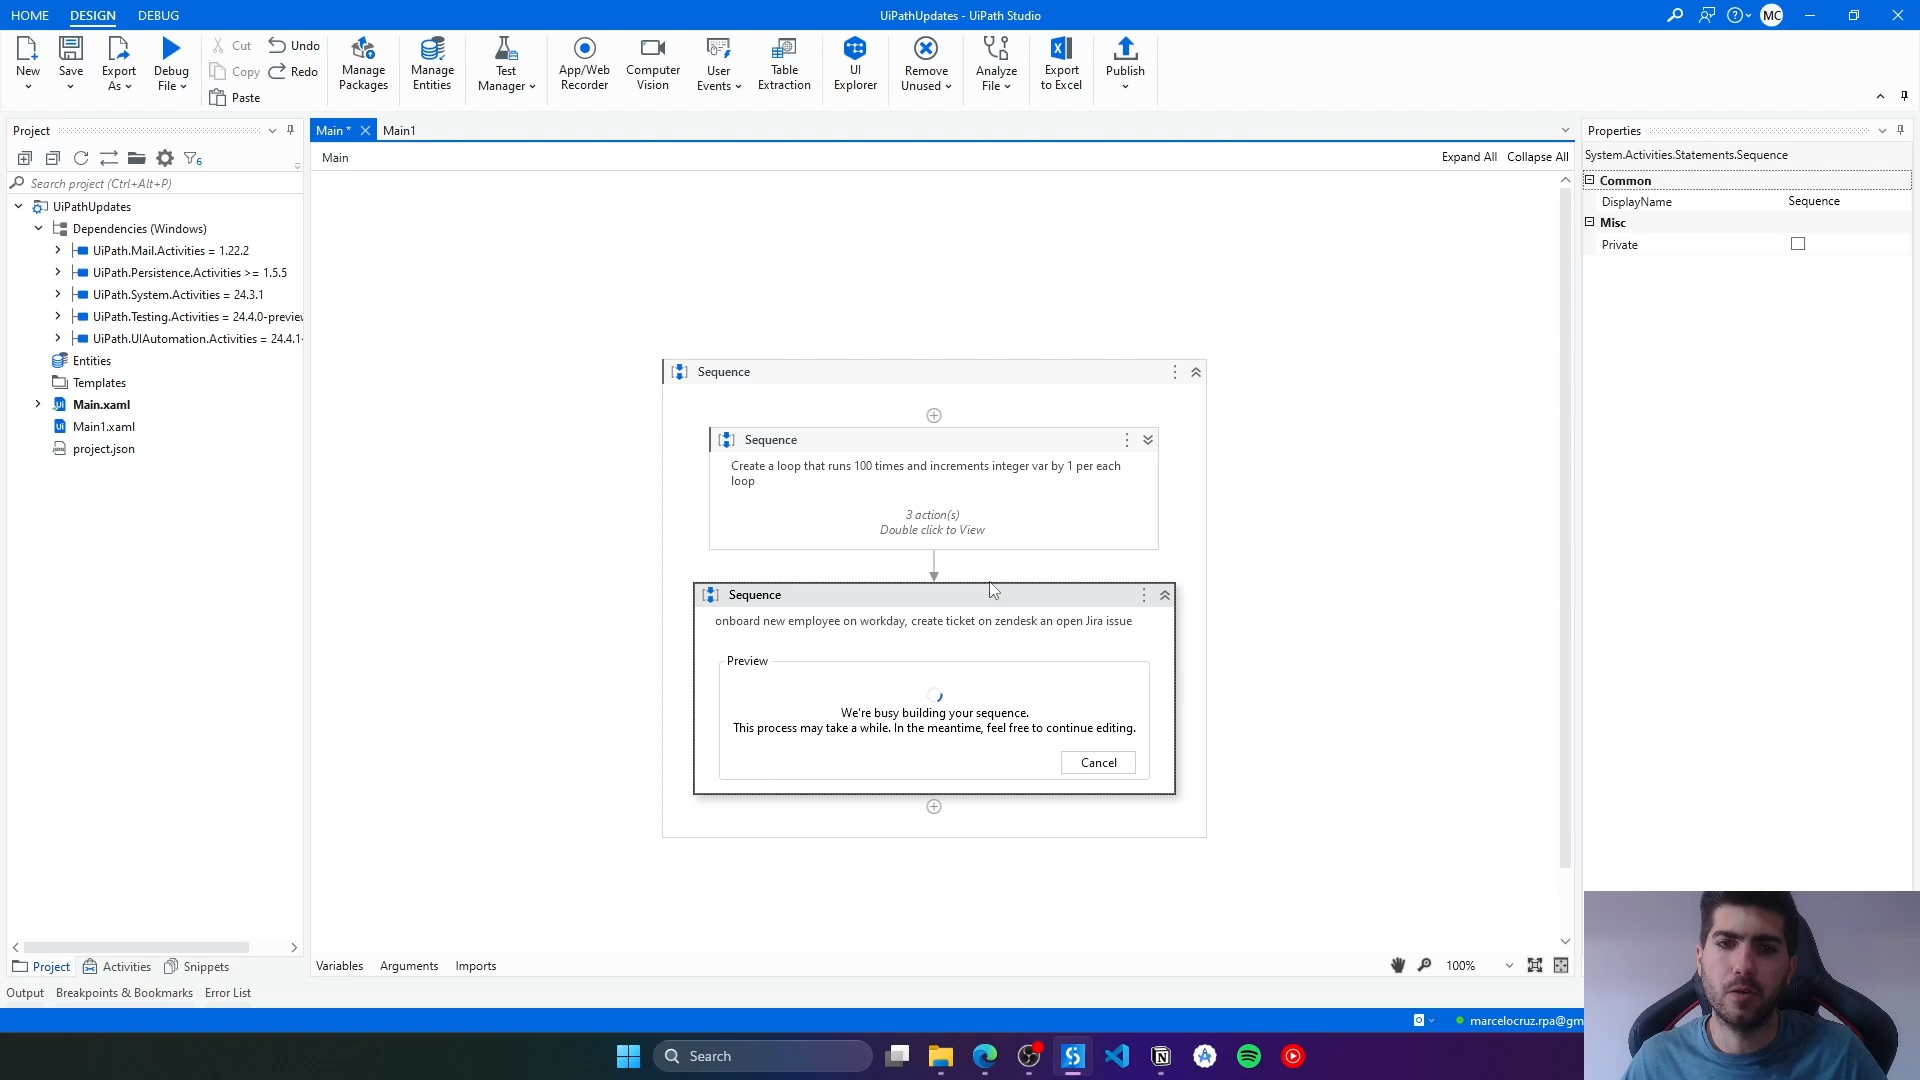 HOME DESIGN DEBUG
UiPathUpdates - UiPath Studio
MC
New
Save
Export As
Debug File
Cut
Copy
Paste
Undo
Redo
Manage Packages
Manage Entities
Test Manager
App/Web Recorder
Computer Vision
User Events
Table Extraction
UI Explorer
Remove Unused
Analyze File
Export to Excel
Publish
Project
Search project (Ctrl+Alt+P)
UiPathUpdates
Dependencies (Windows)
UiPath.Mail.Activities = 1.22.2
UiPath.Persistence.Activities >= 1.5.5
UiPath.System.Activities = 24.3.1
UiPath.Testing.Activities = 24.4.0-previe
UiPath.UIAutomation.Activities = 24.4.1-
Entities
Templates
Main.xaml
Main1.xaml
project.json
Main *
Main1
Main
Expand All Collapse All
Sequence
Sequence
Create a loop that runs 100 times and increments integer var by 1 per each
loop
3 action(s)
Double click to View
Sequence
onboard new employee on workday, create ticket on zendesk an open Jira issue
Preview
We're busy building your sequence.
This process may take a while. In the meantime, feel free to continue editing.
Cancel
Properties
System.Activities.Statements.Sequence
Common
DisplayName Sequence
Misc
Private
Project Activities Snippets
Variables Arguments Imports
100%
Output Breakpoints & Bookmarks Error List
marcelocruz.rpa@gm
Search